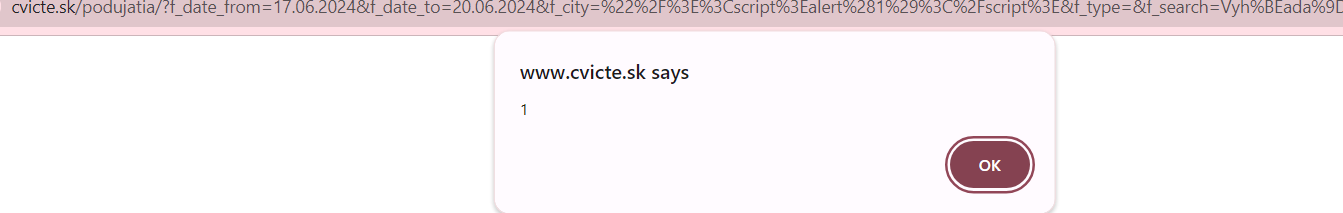 cvicte.sk/podujatia/?f_date_from=17.06.2024&f_date_to=20.06.2024&f_city=%22%2F%3E%3Cscript%3Ealert%281%29%3C%2Fscript%3E&f_type=&f_search=Vyh%BEada%9D
www.cvicte.sk says
1
OK